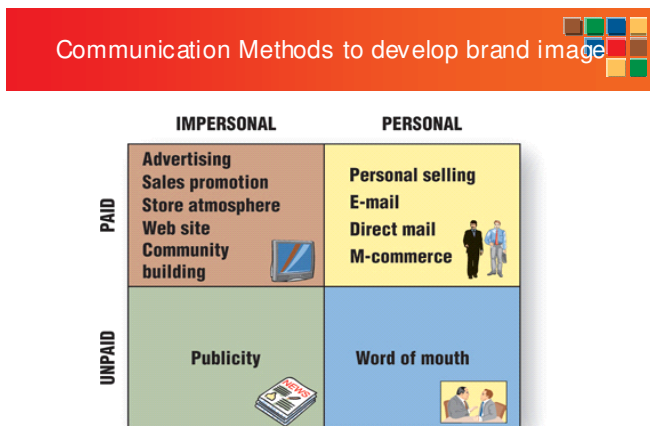 Communication Methods to develop brand image
IMPERSONAL
PERSONAL
PAID
Advertising
Sales promotion
Store atmosphere
Web site
Community
building
Personal selling
E-mail
Direct mail
M-commerce
UNPAID
Publicity
NEWS
Word of mouth